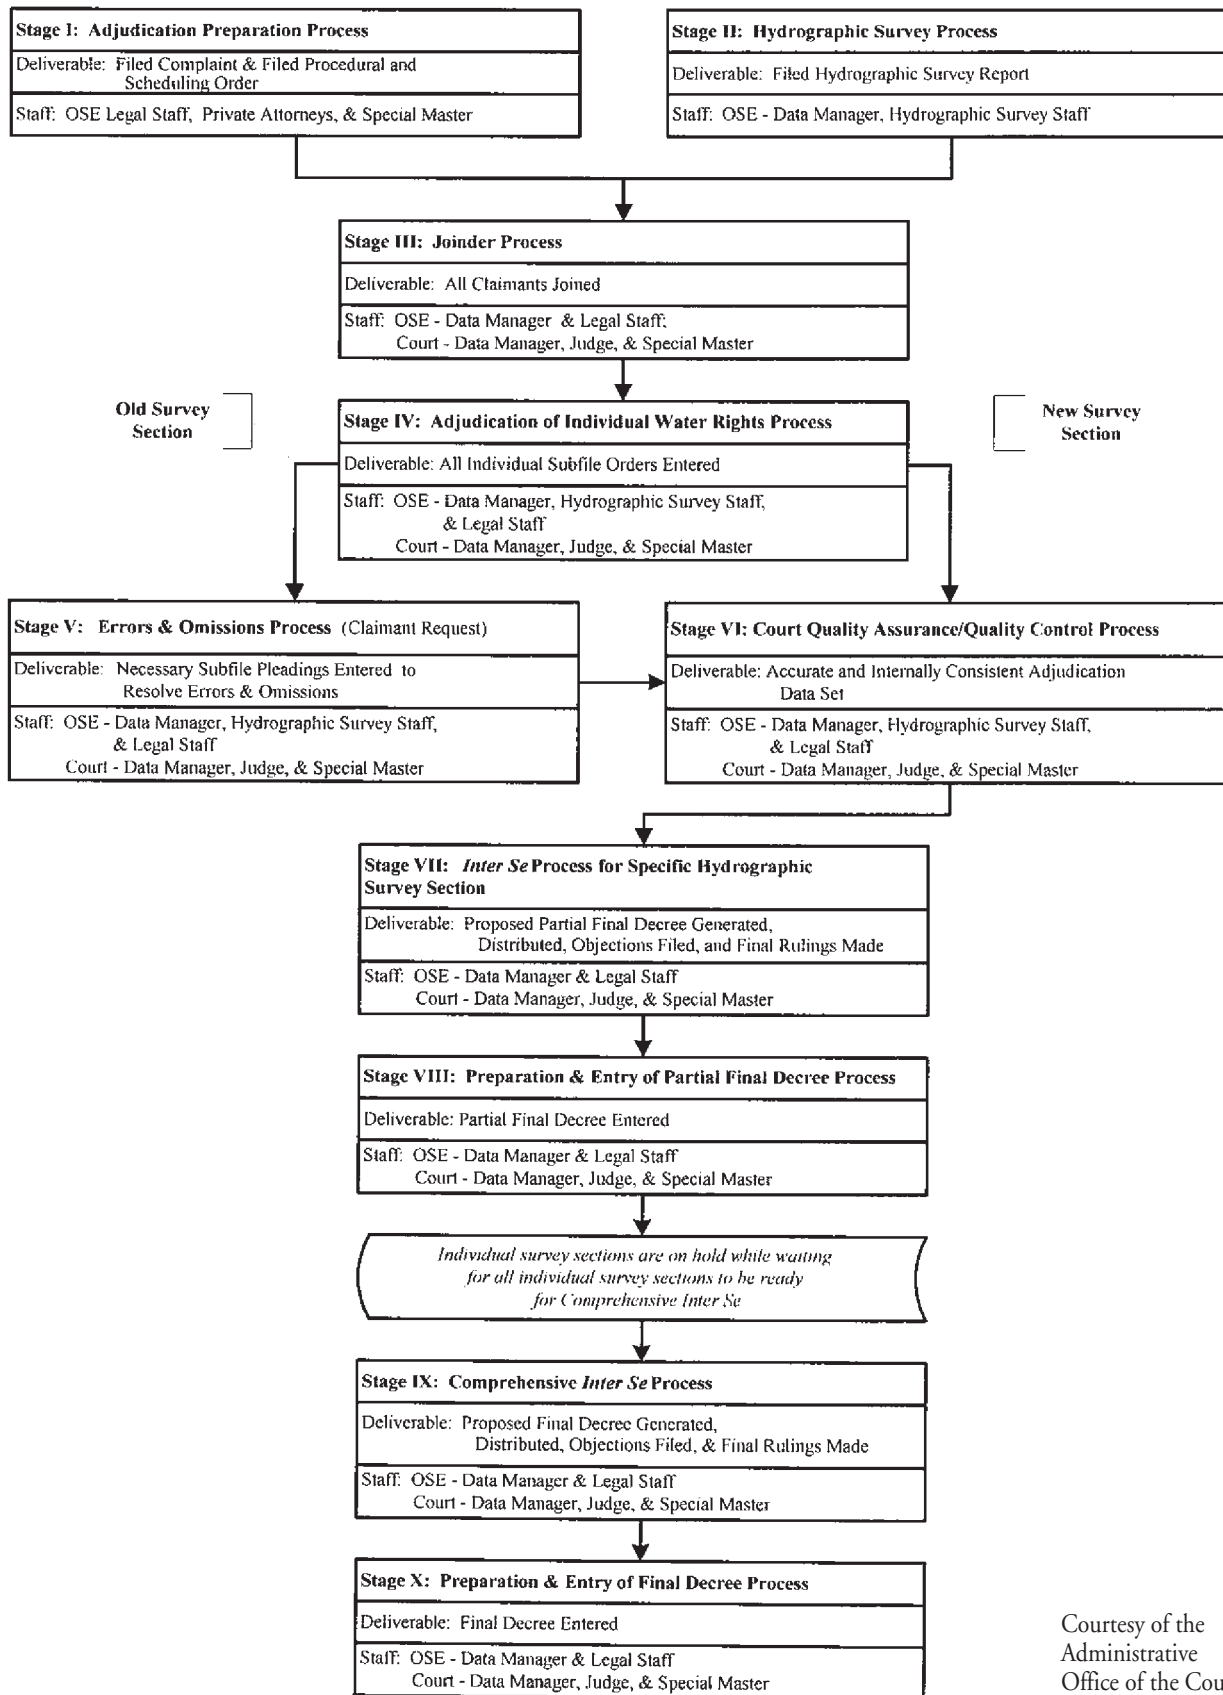 Stage I: Adjudication Preparation Process
Deliverable: Filed Complaint & Filed Procedural and
Scheduling Order
Staff: OSE Legal Staff, Private Attorneys, & Special Master
Stage II: Hydrographic Survey Process
Deliverable: Filed Hydrographic Survey Report
Staff: OSE - Data Manager, Hydrographic Survey Staff
Stage III: Joinder Process
Deliverable: All Claimants Joined
Staff: OSE - Data Manager & Legal Staff;
Court - Data Manager, Judge, & Special Master
Old Survey
Section
Stage IV: Adjudication of Individual Water Rights Process
Deliverable: All Individual Subfile Orders Entered
Staff: OSE - Data Manager, Hydrographic Survey Staff,
& Legal Staff
Court - Data Manager, Judge, & Special Master
New Survey
Section
Stage V: Errors & Omissions Process (Claimant Request)
Deliverable: Necessary Subfile Pleadings Entered to
Resolve Errors & Omissions
Staff: OSE - Data Manager, Hydrographic Survey Staff,
& Legal Staff
Court - Data Manager, Judge, & Special Master
Stage VI: Court Quality Assurance/Quality Control Process
Deliverable: Accurate and Internally Consistent Adjudication
Data Set
Staff: OSE - Data Manager, Hydrographic Survey Staff,
& Legal Staff
Court - Data Manager, Judge, & Special Master
Stage VII: Inter Se Process for Specific Hydrographic
Survey Section
Deliverable: Proposed Partial Final Decree Generated,
Distributed, Objections Filed, and Final Rulings Made
Staff: OSE - Data Manager & Legal Staff
Court - Data Manager, Judge, & Special Master
Stage VIII: Preparation & Entry of Partial Final Decree Process
Deliverable: Partial Final Decree Entered
Staff: OSE - Data Manager & Legal Staff
Court - Data Manager, Judge, & Special Master
Individual survey sections are on hold while waiting
for all individual survey sections to be ready
for Comprehensive Inter Se
Stage IX: Comprehensive Inter Se Process
Deliverable: Proposed Final Decree Generated,
Distributed, Objections Filed, & Final Rulings Made
Staff: OSE - Data Manager & Legal Staff
Court - Data Manager, Judge, & Special Master
Stage X: Preparation & Entry of Final Decree Process
Deliverable: Final Decree Entered
Staff: OSE - Data Manager & Legal Staff
Court - Data Manager, Judge, & Special Master
Courtesy of the
Administrative
Office of the Cou